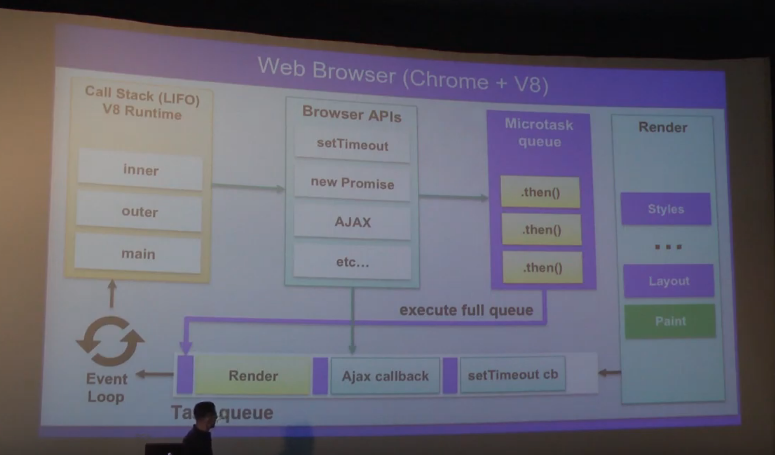 Web Browser (Chrome + V8)
Call Stack (LIFO)
V8 Runtime
inner
outer
main
Browser APIs
setTimeout
new Promise
AJAX
etc...
Microtask
queue
.then()
.then()
.then()
Render
Styles
...
Layout
Paint
execute full queue
Event
Loop
Render
Ajax callback
setTimeout cb
queue